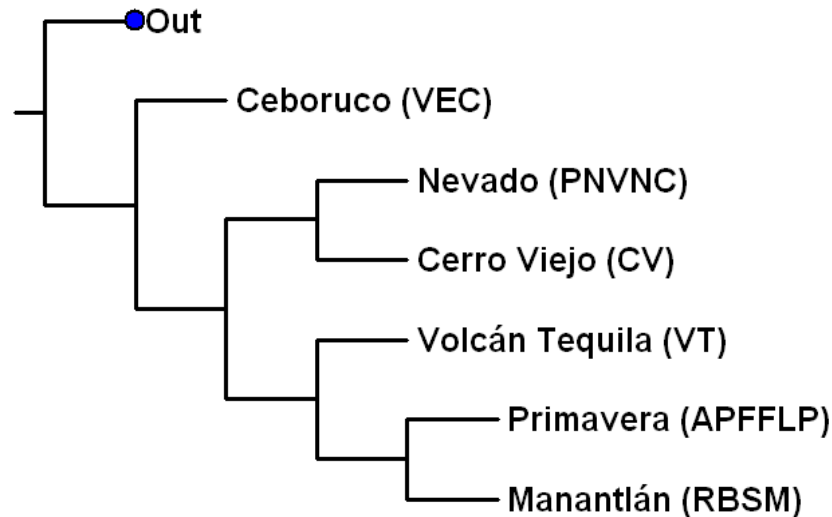 Out
Ceboruco (VEC)
Nevado (PNVNC)
Cerro Viejo (CV)
Volcán Tequila (VT)
Primavera (APFFLP)
Manantlán (RBSM)